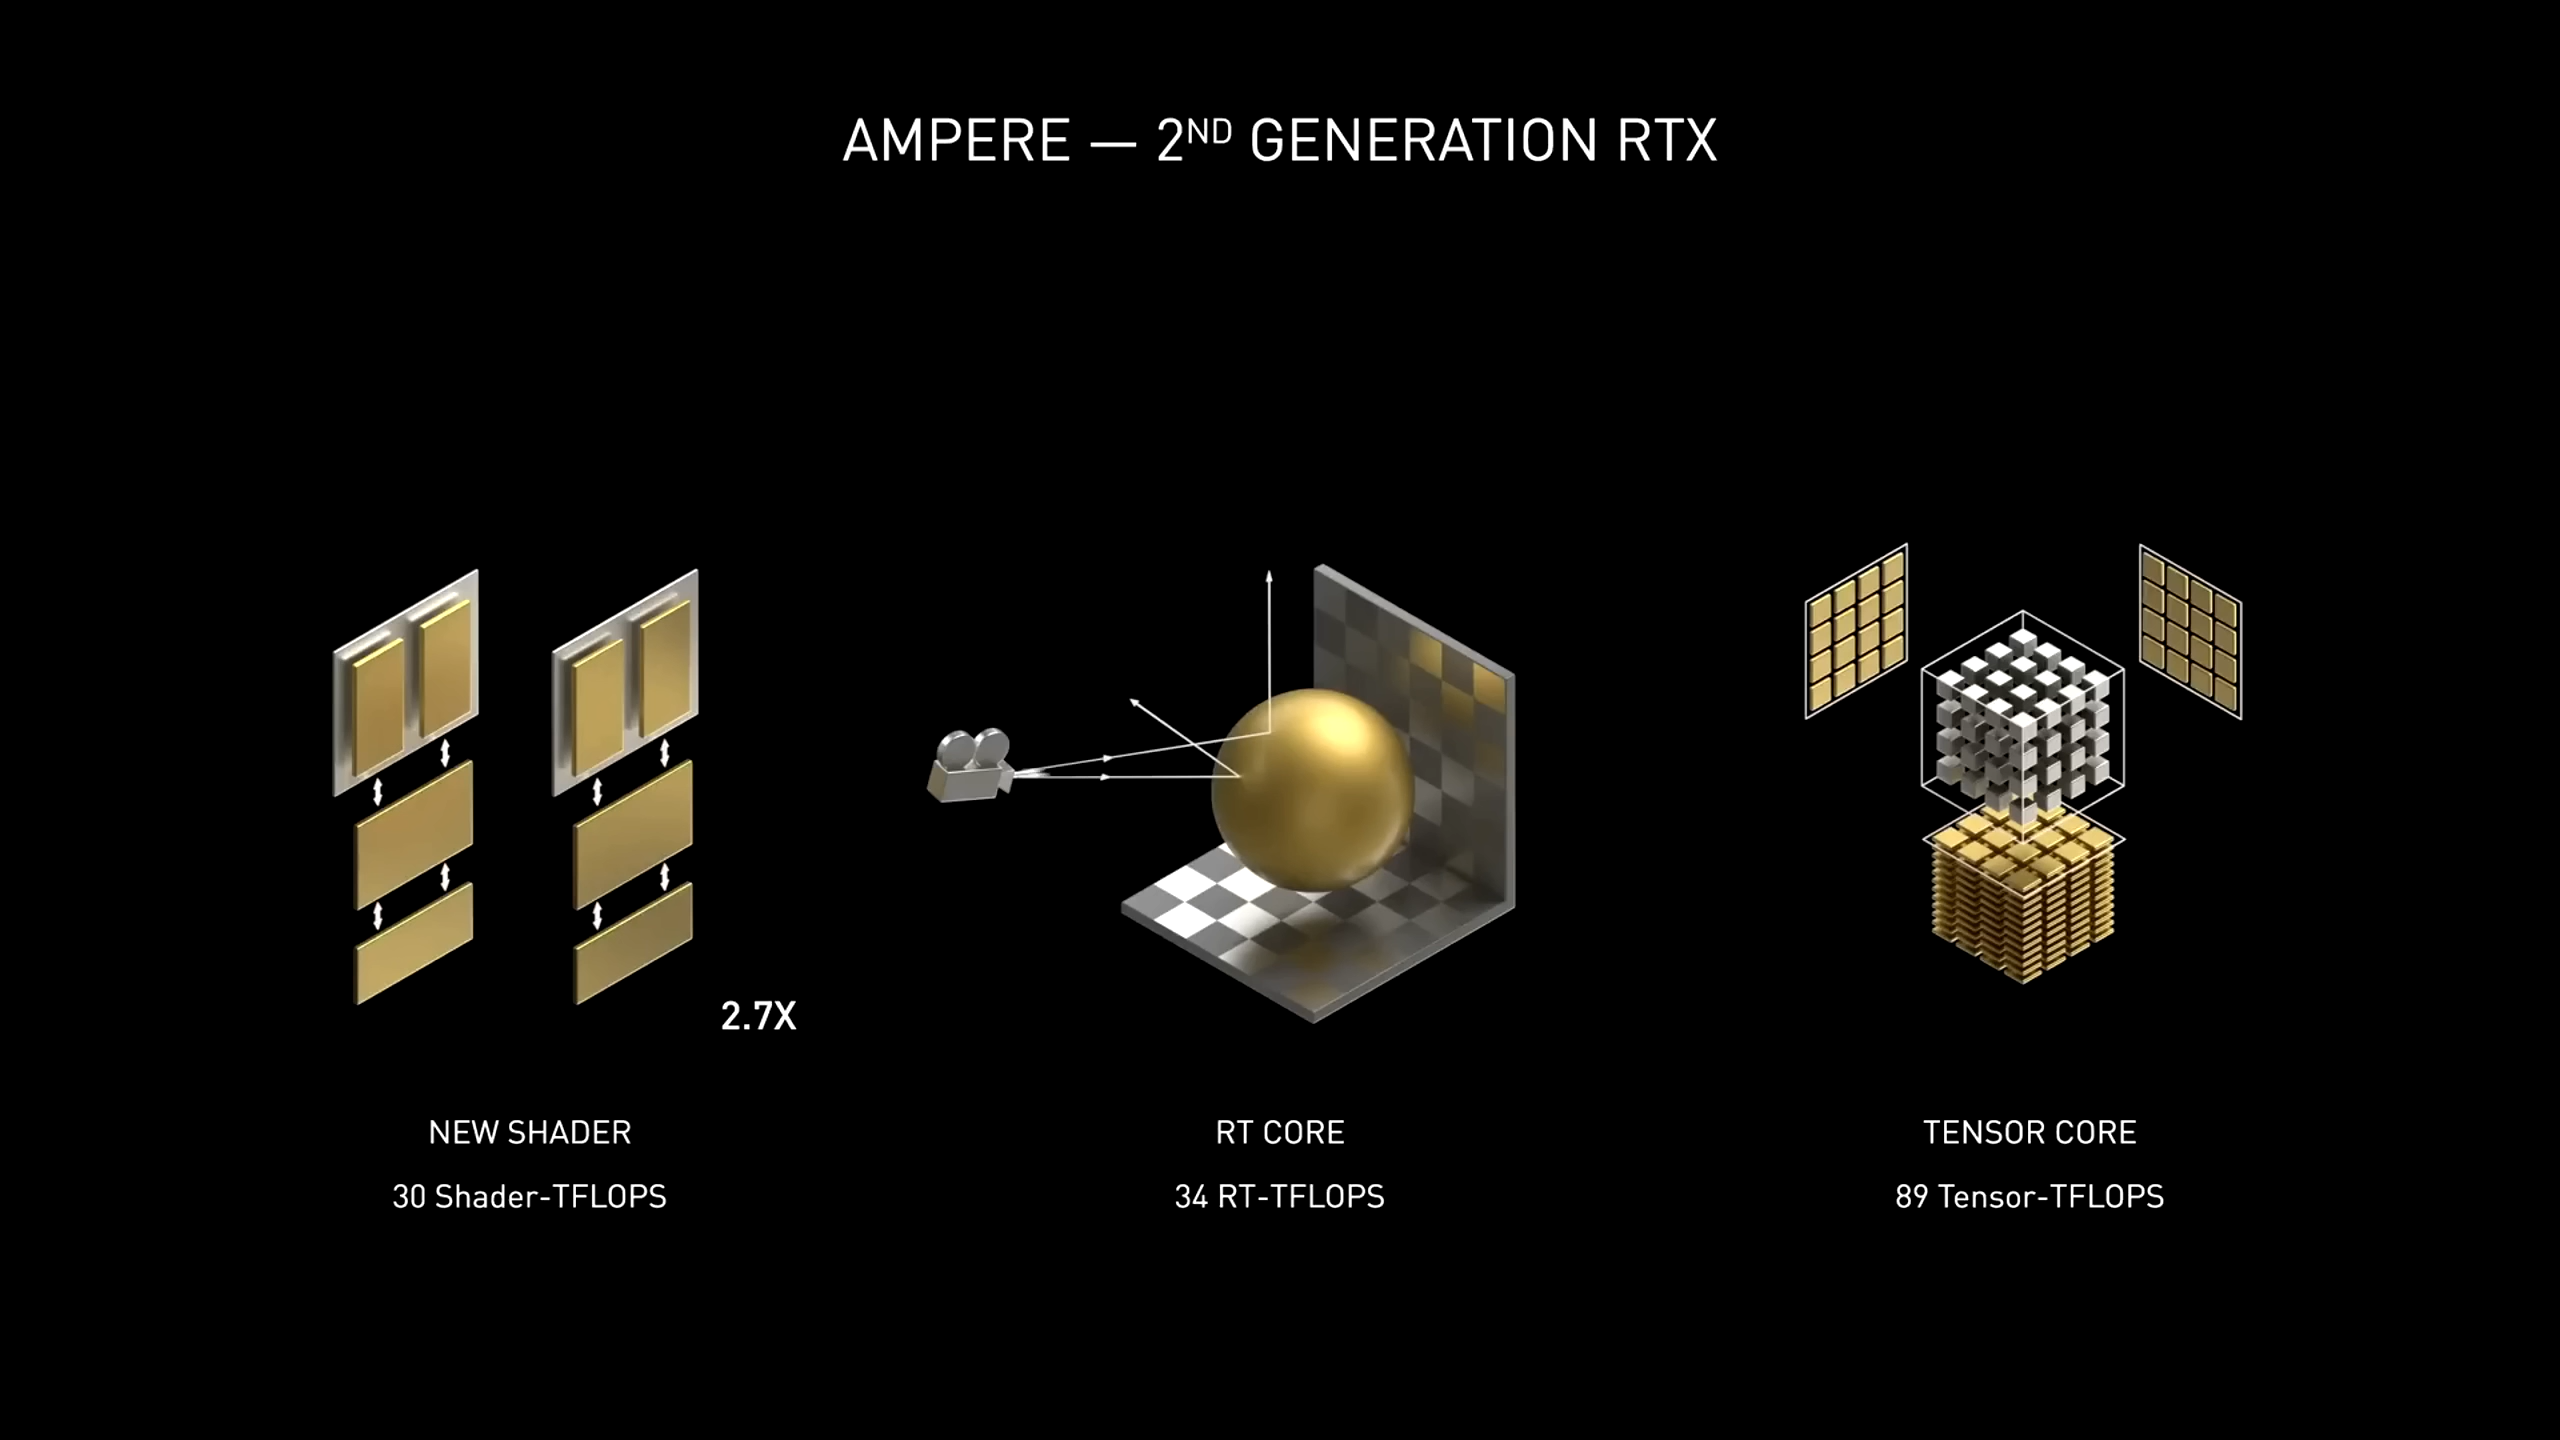 AMPERE — 2ND GENERATION RTX
2.7X
NEW SHADER
30 Shader-TFLOPS
RT CORE
34 RT-TFLOPS
TENSOR CORE
89 Tensor-TFLOPS